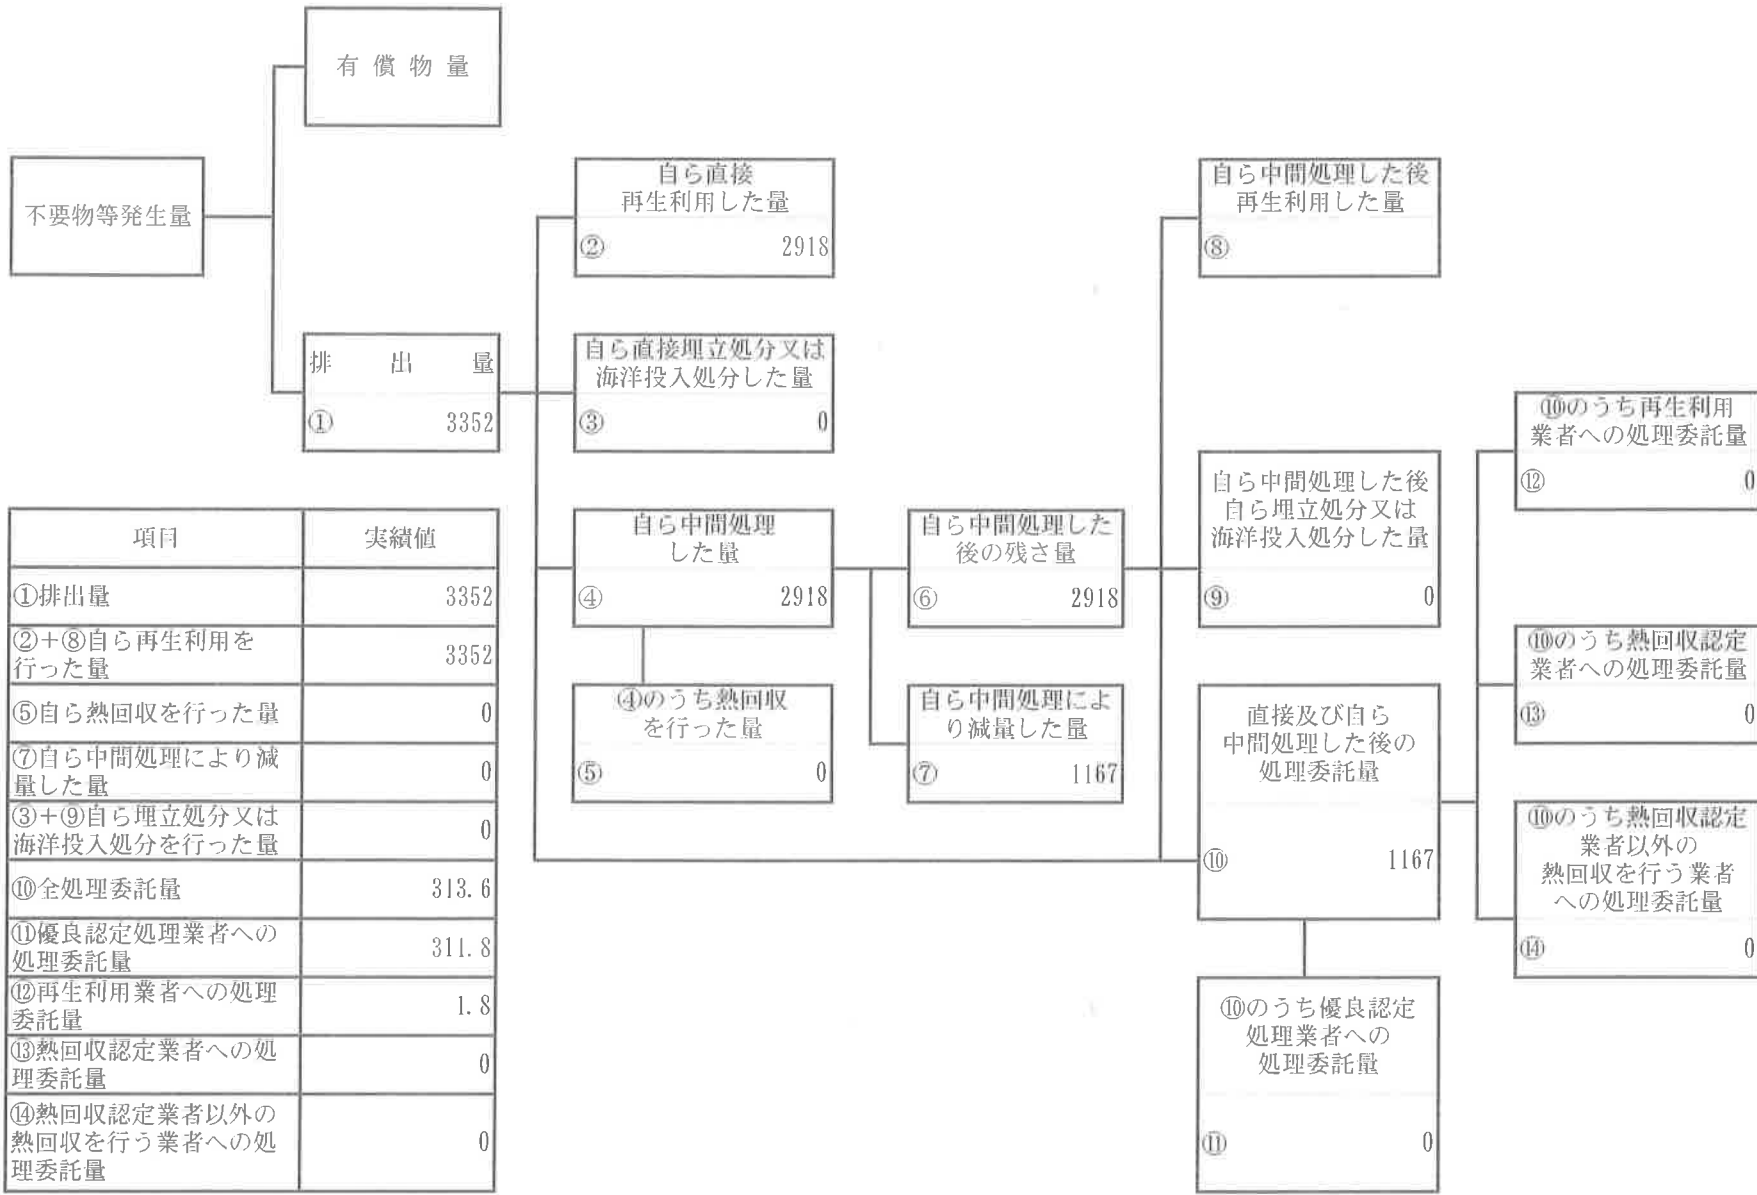 有償物量
不要物等発生量
排出量
① 3352
自ら直接
再生利用した量
② 2918
自ら直接埋立処分又は
海洋投入処分した量
③ 0
自ら中間処理
した量
④ 2918
④のうち熱回収
を行った量
⑤ 0
自ら中間処理した
後の残さ量
⑥ 2918
自ら中間処理によ
り減量した量
⑦ 1167
自ら中間処理した後
再生利用した量
⑧
自ら中間処理した後
自ら埋立処分又は
海洋投入処分した量
⑨ 0
直接及び自ら
中間処理した後の
処理委託量
⑩ 1167
⑩のうち優良認定
処理業者への
処理委託量
⑪ 0
⑩のうち再生利用
業者への処理委託量
⑫ 0
⑩のうち熱回収認定
業者への処理委託量
⑬ 0
⑩のうち熱回収認定
業者以外の
熱回収を行う業者
への処理委託量
⑭ 0
項目 実績値
①排出量 3352
②+⑧自ら再生利用を
行った量 3352
⑤自ら熱回収を行った量 0
⑦自ら中間処理により減
量した量 0
③+⑨自ら埋立処分又は
海洋投入処分を行った量 0
⑩全処理委託量 313.6
⑪優良認定処理業者への
処理委託量 311.8
⑫再生利用業者への処理
委託量 1.8
⑬熱回収認定業者への処
理委託量 0
⑭熱回収認定業者以外の
熱回収を行う業者への処
理委託量 0